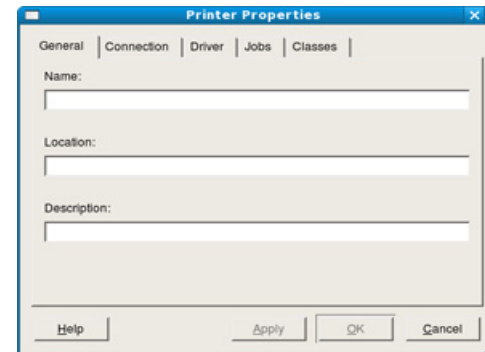 Printer Properties
General Connection Driver Jobs Classes
Name:
Location:
Description:
Help Apply OK Cancel